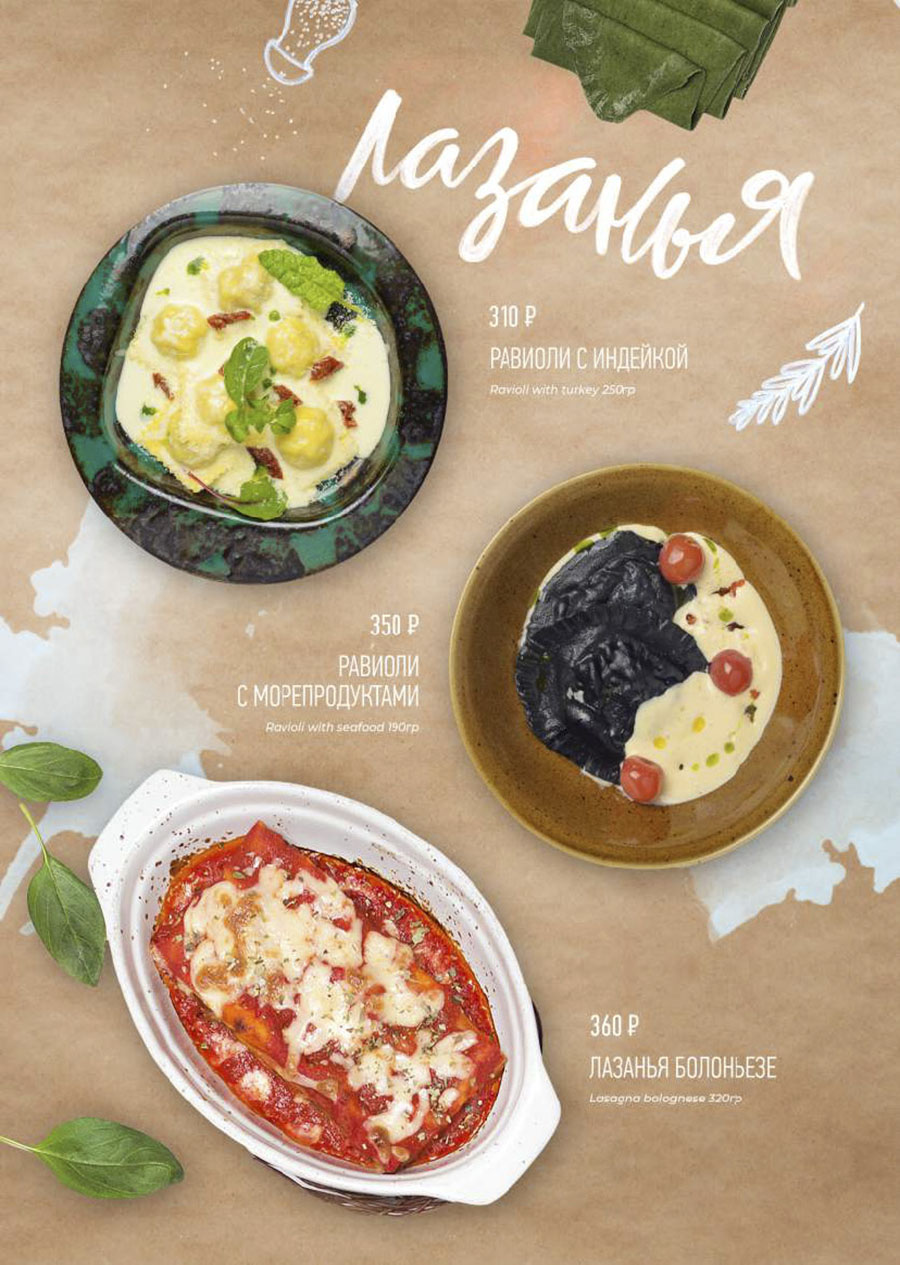 Лазанья
310 ₽
РАВИОЛИ С ИНДЕЙКОЙ
Ravioli with turkey 250гр
350 ₽
РАВИОЛИ
С МОРЕПРОДУКТАМИ
Ravioli with seafood 190гр
360 ₽
ЛАЗАНЬЯ БОЛОНЬЕЗЕ
Lasagna bolognese 320гр